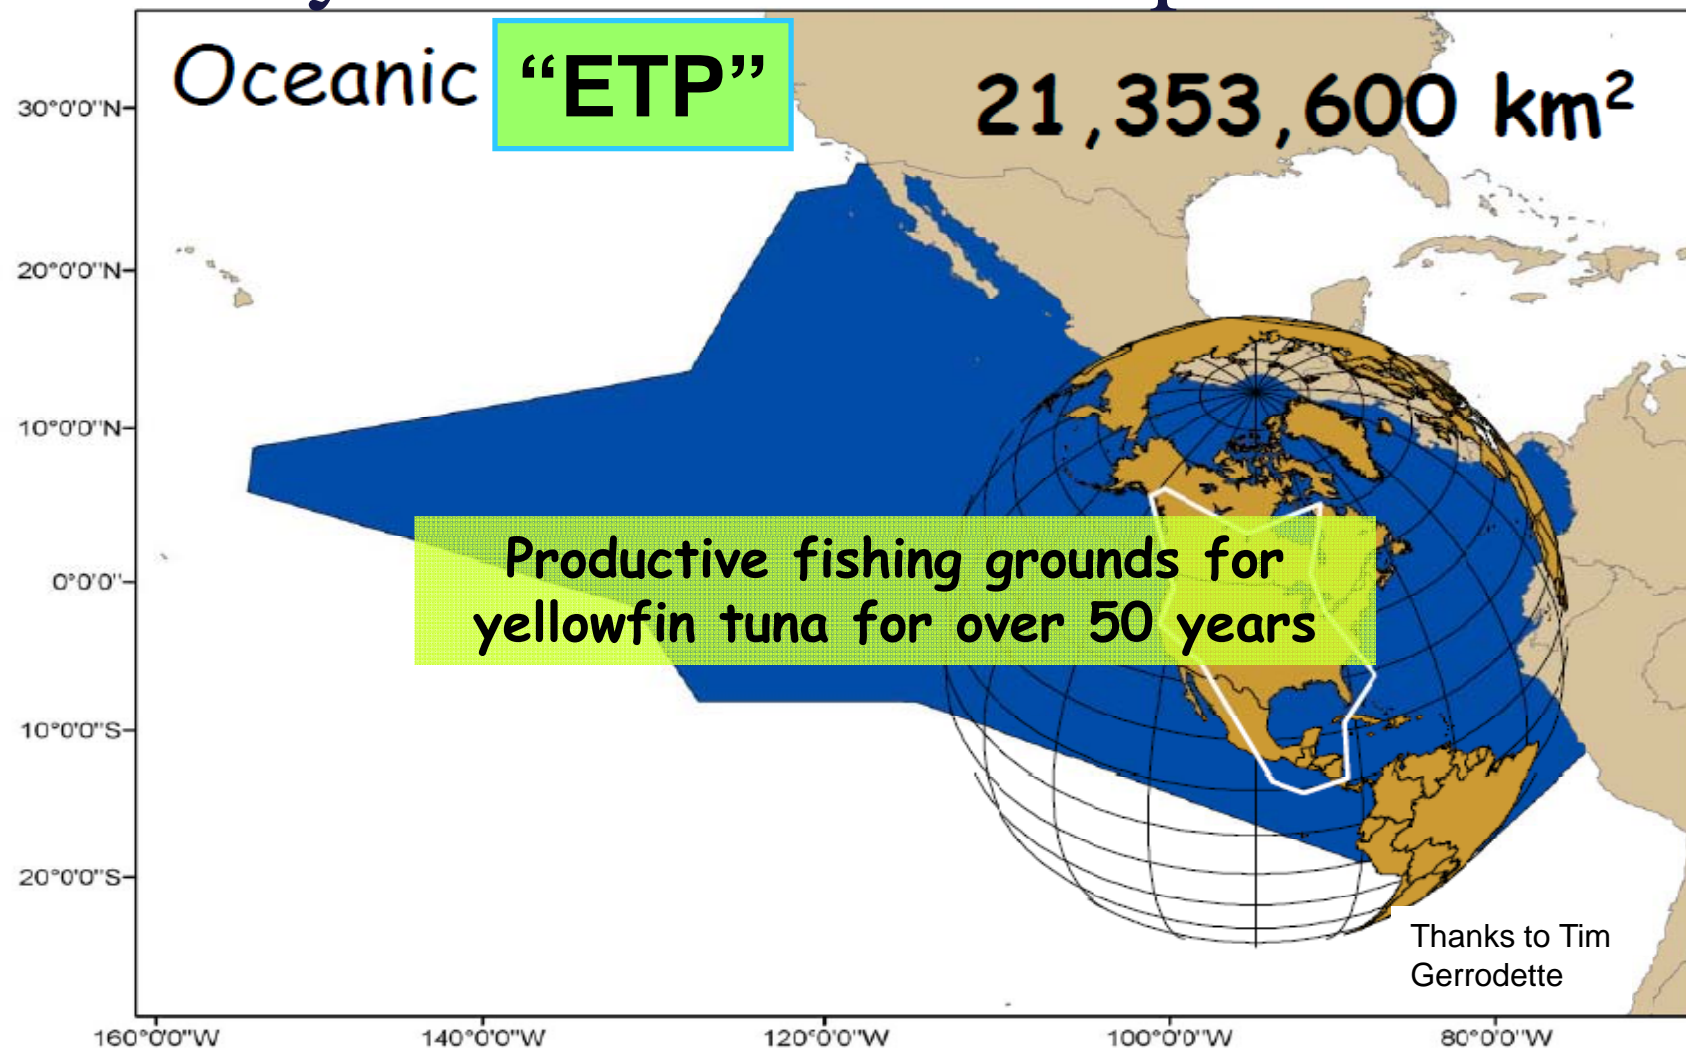 Oceanic “ETP” 21,353,600 km²
30°0'0"N
20°0'0"N
10°0'0"N
0°0'0"
10°0'0"S
20°0'0"S
Productive fishing grounds for
yellowfin tuna for over 50 years
Thanks to Tim
Gerrodette
160°0'0"W 140°0'0"W 120°0'0"W 100°0'0"W 80°0'0"W